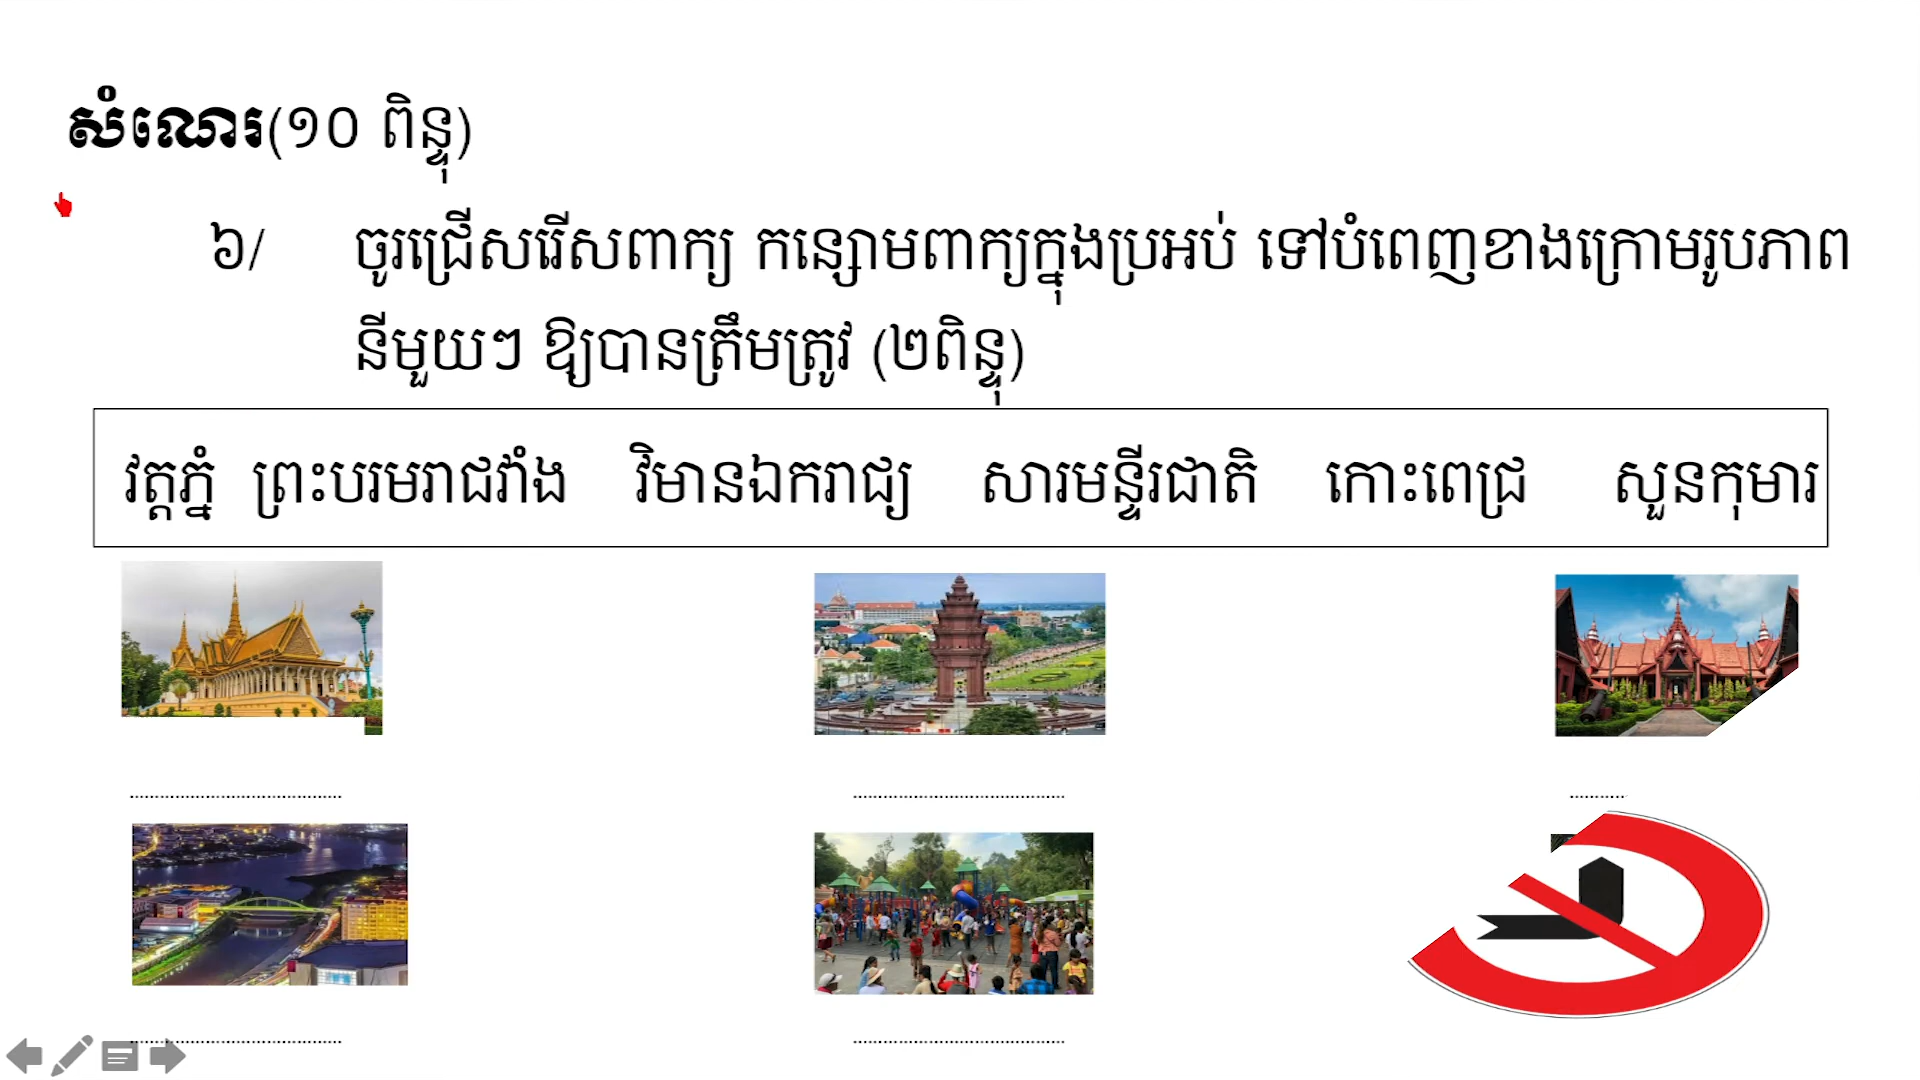 សំណេរ(១០ ពិន្ទុ)
៦/ ចូរជ្រើសរើសពាក្យ កន្សោមពាក្យក្នុងប្រអប់ ទៅបំពេញខាងក្រោមរូបភាព
នីមួយៗ ឱ្យបានត្រឹមត្រូវ (២ពិន្ទុ)
វត្តភ្នំ ព្រះបរមរាជវាំង វិមានឯករាជ្យ សារមន្ទីរជាតិ កោះពេជ្រ សួនកុមារ